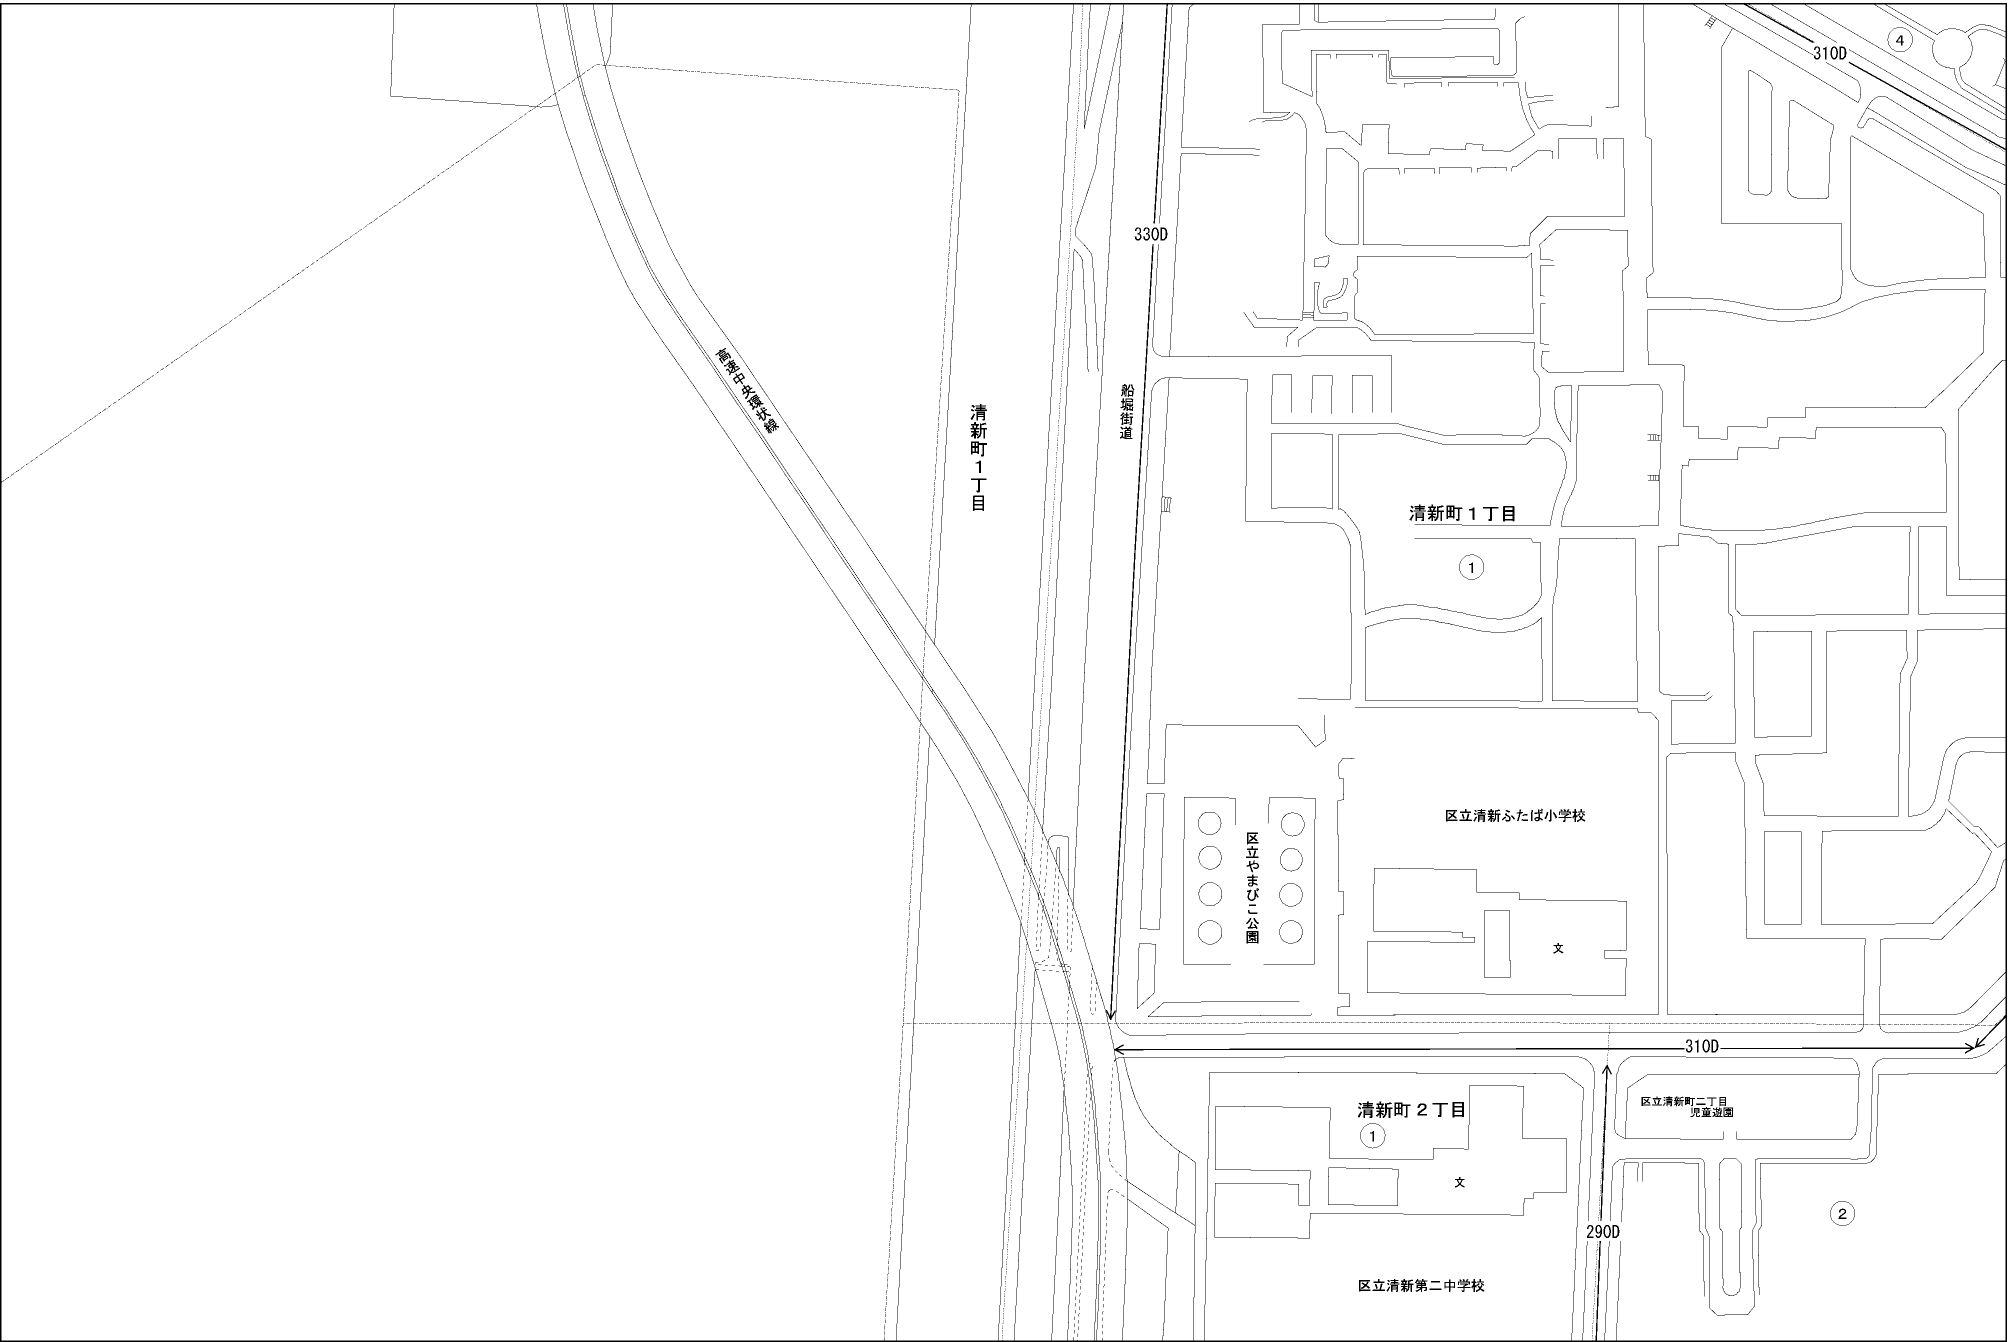 310D
④
330D
高速中央環状線
清新町1丁目
船堀街道
清新町1丁目
①
区立清新ふたば小学校
区立やまびこ公園
文
310D
清新町2丁目
①
区立清新町二丁目
児童遊園
文
②
290D
区立清新第二中学校